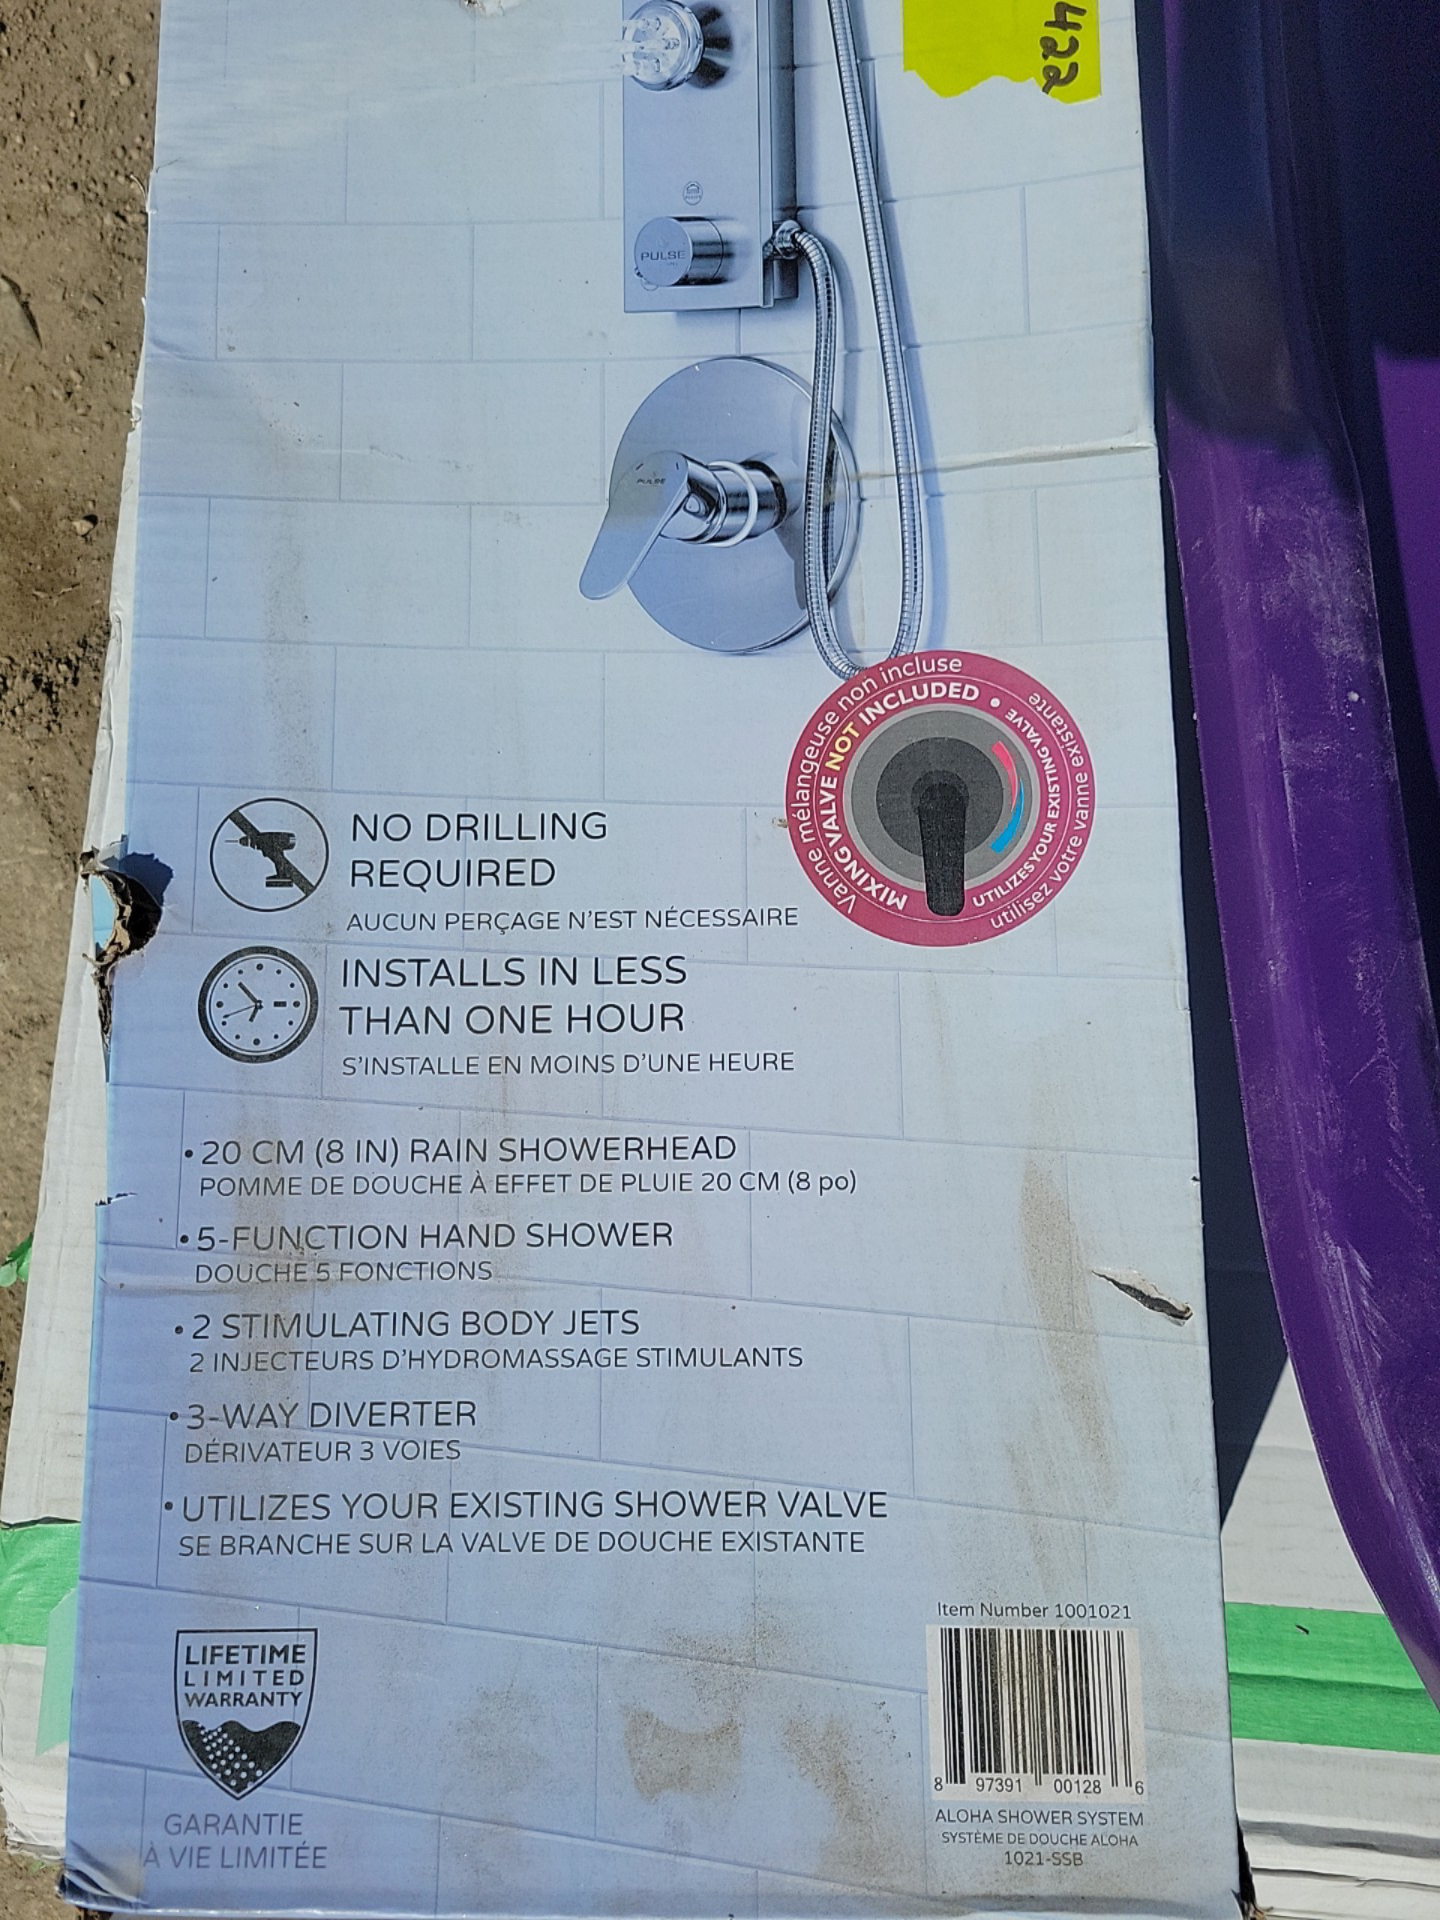 422
PULSE
PULSE
Vanne mélangeuse non incluse
MIXING VALVE NOT INCLUDED •
UTILIZES YOUR EXISTING VALVE
utilisez votre vanne existante
NO DRILLING
REQUIRED
AUCUN PERÇAGE N'EST NÉCESSAIRE
INSTALLS IN LESS
THAN ONE HOUR
S'INSTALLE EN MOINS D'UNE HEURE
• 20 CM (8 IN) RAIN SHOWERHEAD
POMME DE DOUCHE À EFFET DE PLUIE 20 CM (8 po)
• 5-FUNCTION HAND SHOWER
DOUCHE 5 FONCTIONS
• 2 STIMULATING BODY JETS
2 INJECTEURS D'HYDROMASSAGE STIMULANTS
• 3-WAY DIVERTER
DÉRIVATEUR 3 VOIES
• UTILIZES YOUR EXISTING SHOWER VALVE
SE BRANCHE SUR LA VALVE DE DOUCHE EXISTANTE
LIFETIME
LIMITED
WARRANTY
GARANTIE
À VIE LIMITÉE
Item Number 1001021
8 97391 00128 6
ALOHA SHOWER SYSTEM
SYSTÈME DE DOUCHE ALOHA
1021-SSB